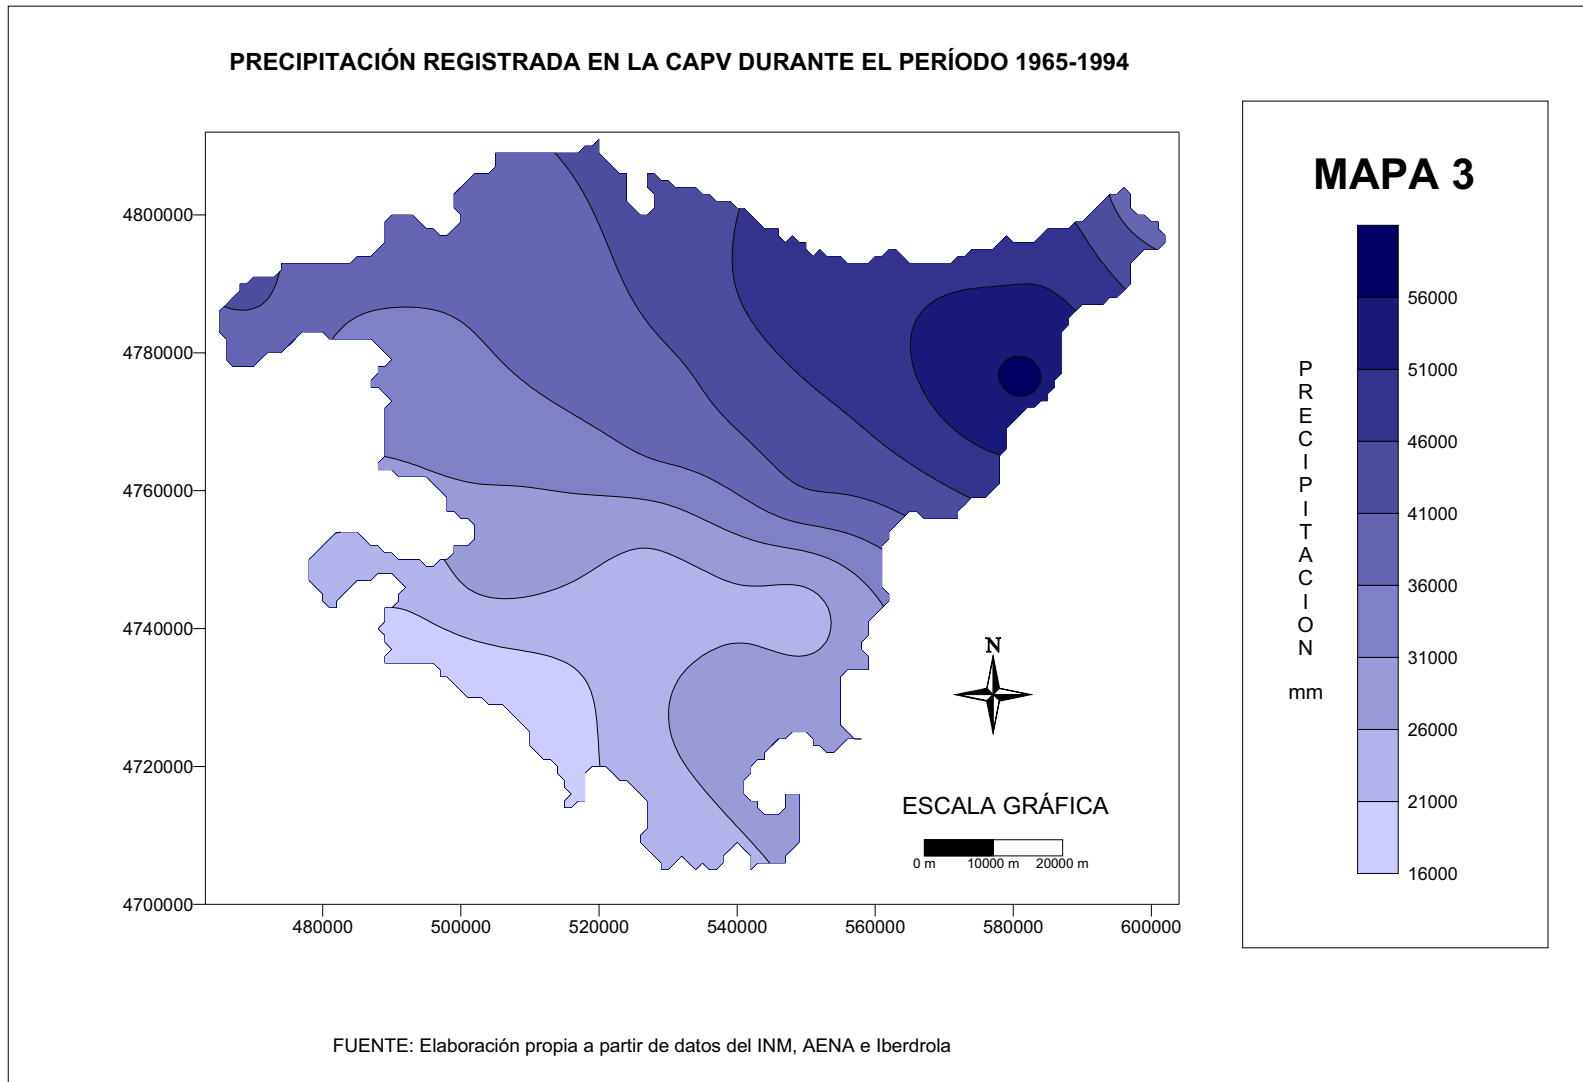 PRECIPITACIÓN REGISTRADA EN LA CAPV DURANTE EL PERÍODO 1965-1994
4800000
4780000
4760000
4740000
4720000
4700000
480000
500000
520000
540000
560000
580000
600000
N
ESCALA GRÁFICA
0 m
10000 m
20000 m
MAPA 3
PRECIPITACION
mm
56000
51000
46000
41000
36000
31000
26000
21000
16000
FUENTE: Elaboración propia a partir de datos del INM, AENA e Iberdrola